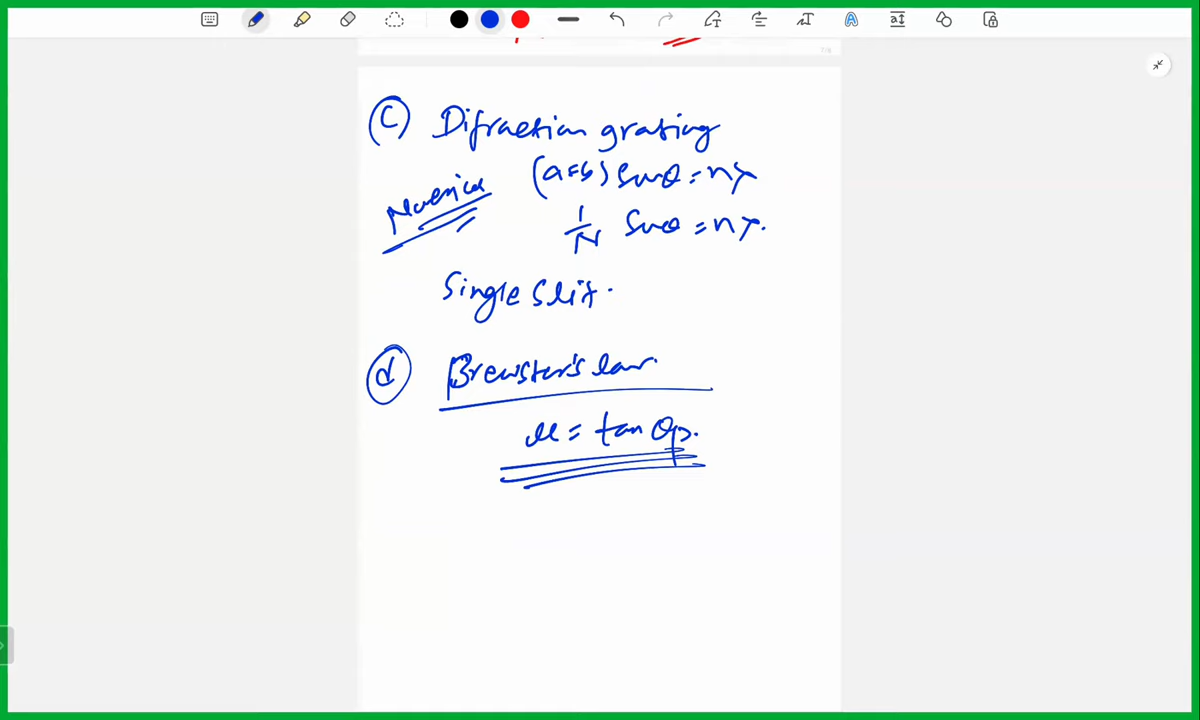 (C) Difraction grating
(a=b) sinθ = nλ
Numerical
1/N sinθ = nλ.
Single slit.
(d) Brewster's law.
μ = tan θp.